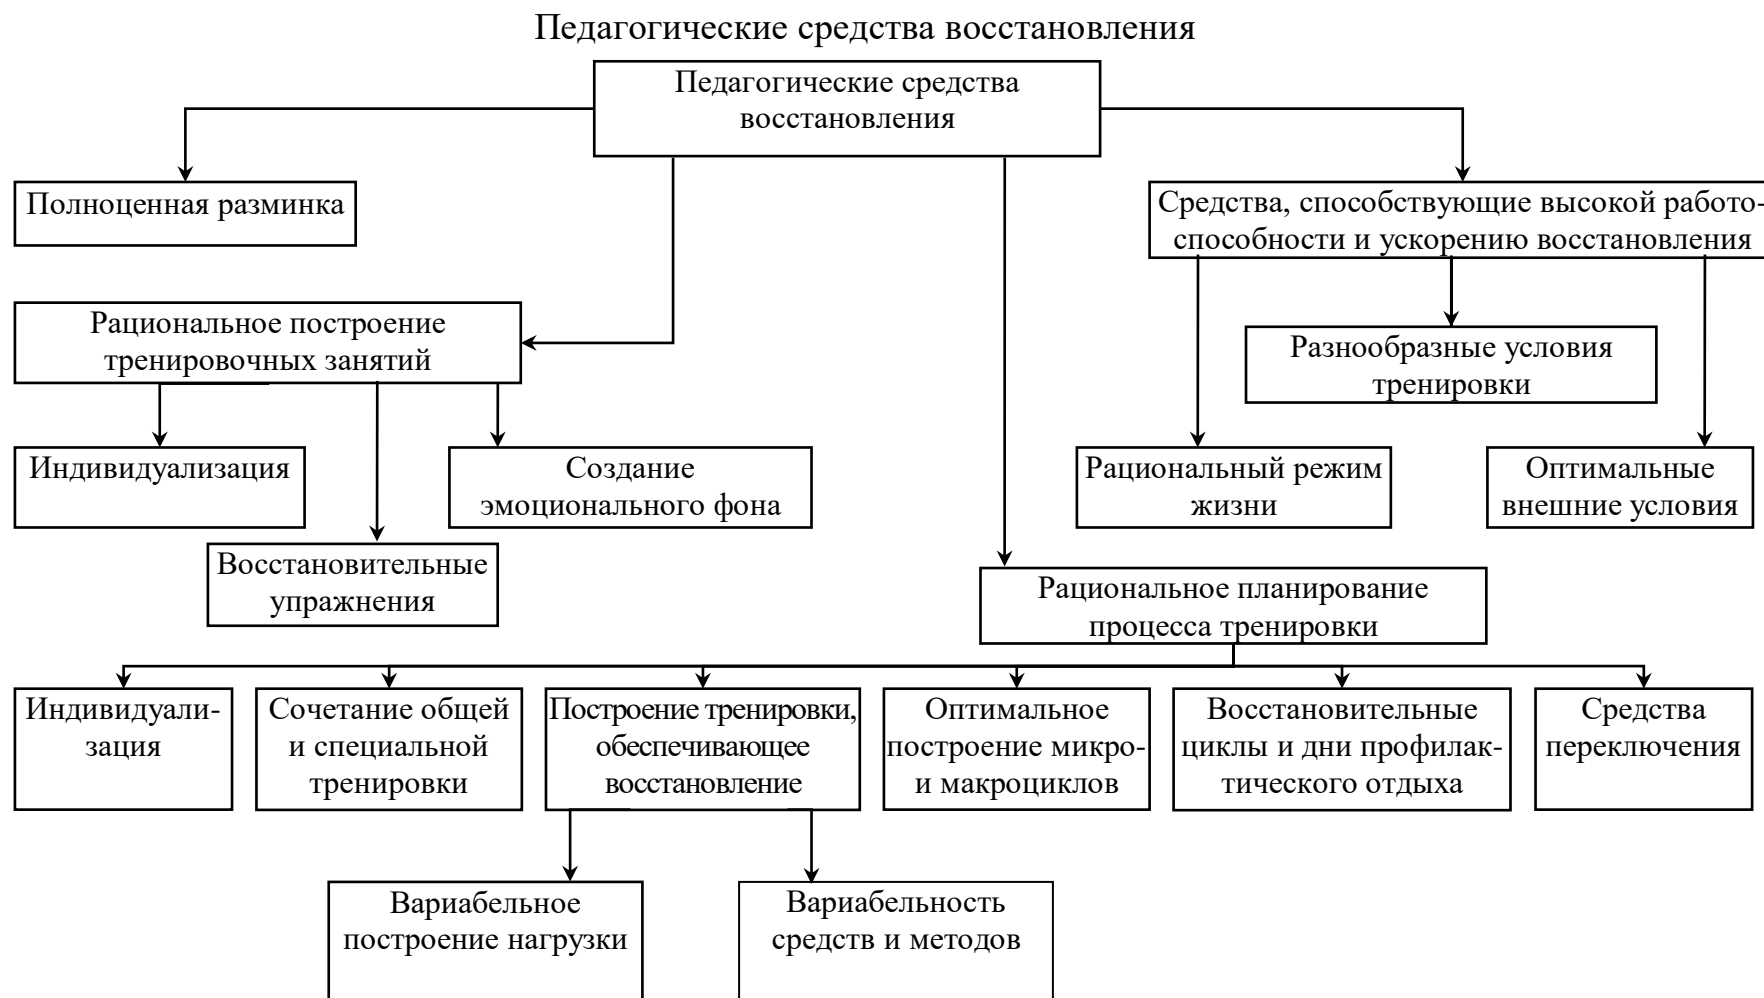 Педагогические средства восстановления
Педагогические средства
восстановления
Полноценная разминка
Средства, способствующие высокой работо-
способности и ускорению восстановления
Рациональное построение
тренировочных занятий
Разнообразные условия
тренировки
Индивидуализация
Создание
эмоционального фона
Рациональный режим
жизни
Оптимальные
внешние условия
Восстановительные
упражнения
Рациональное планирование
процесса тренировки
Индивидуали-
зация
Сочетание общей
и специальной
тренировки
Построение тренировки,
обеспечивающее
восстановление
Оптимальное
построение микро-
и макроциклов
Восстановительные
циклы и дни профилак-
тического отдыха
Средства
переключения
Вариабельное
построение нагрузки
Вариабельность
средств и методов